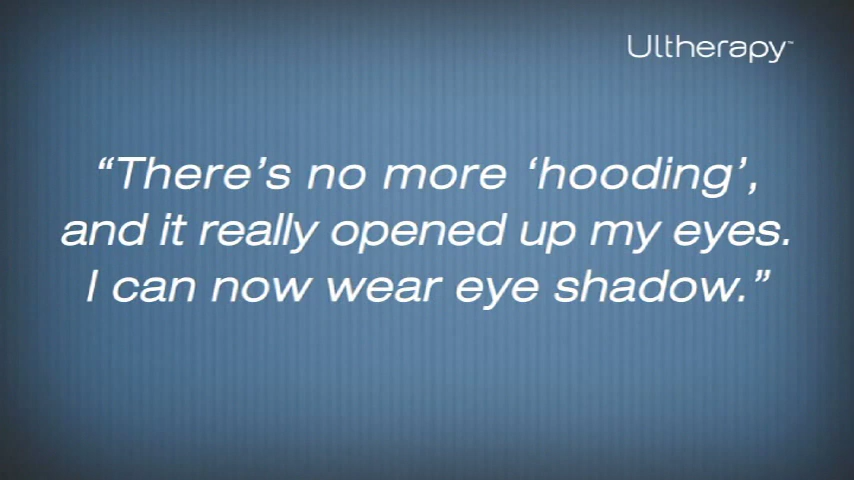 Ultherapy™
“There’s no more ‘hooding’,
and it really opened up my eyes.
I can now wear eye shadow.”